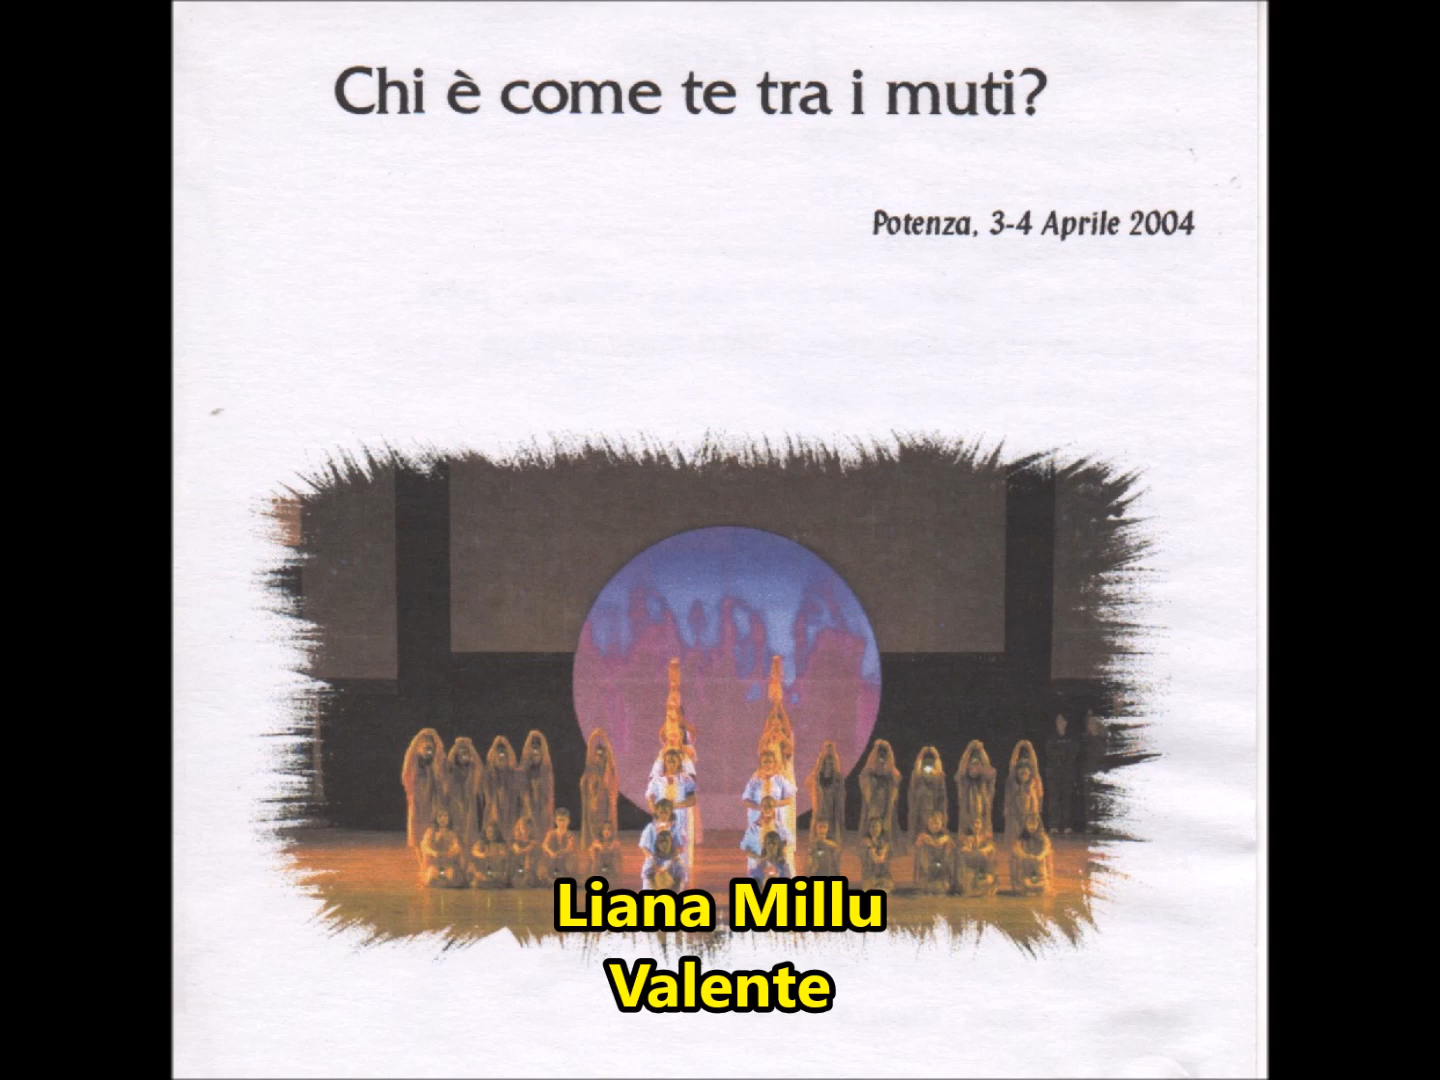 Chi è come te tra i muti?
Potenza, 3-4 Aprile 2004
Liana Millu
Valente